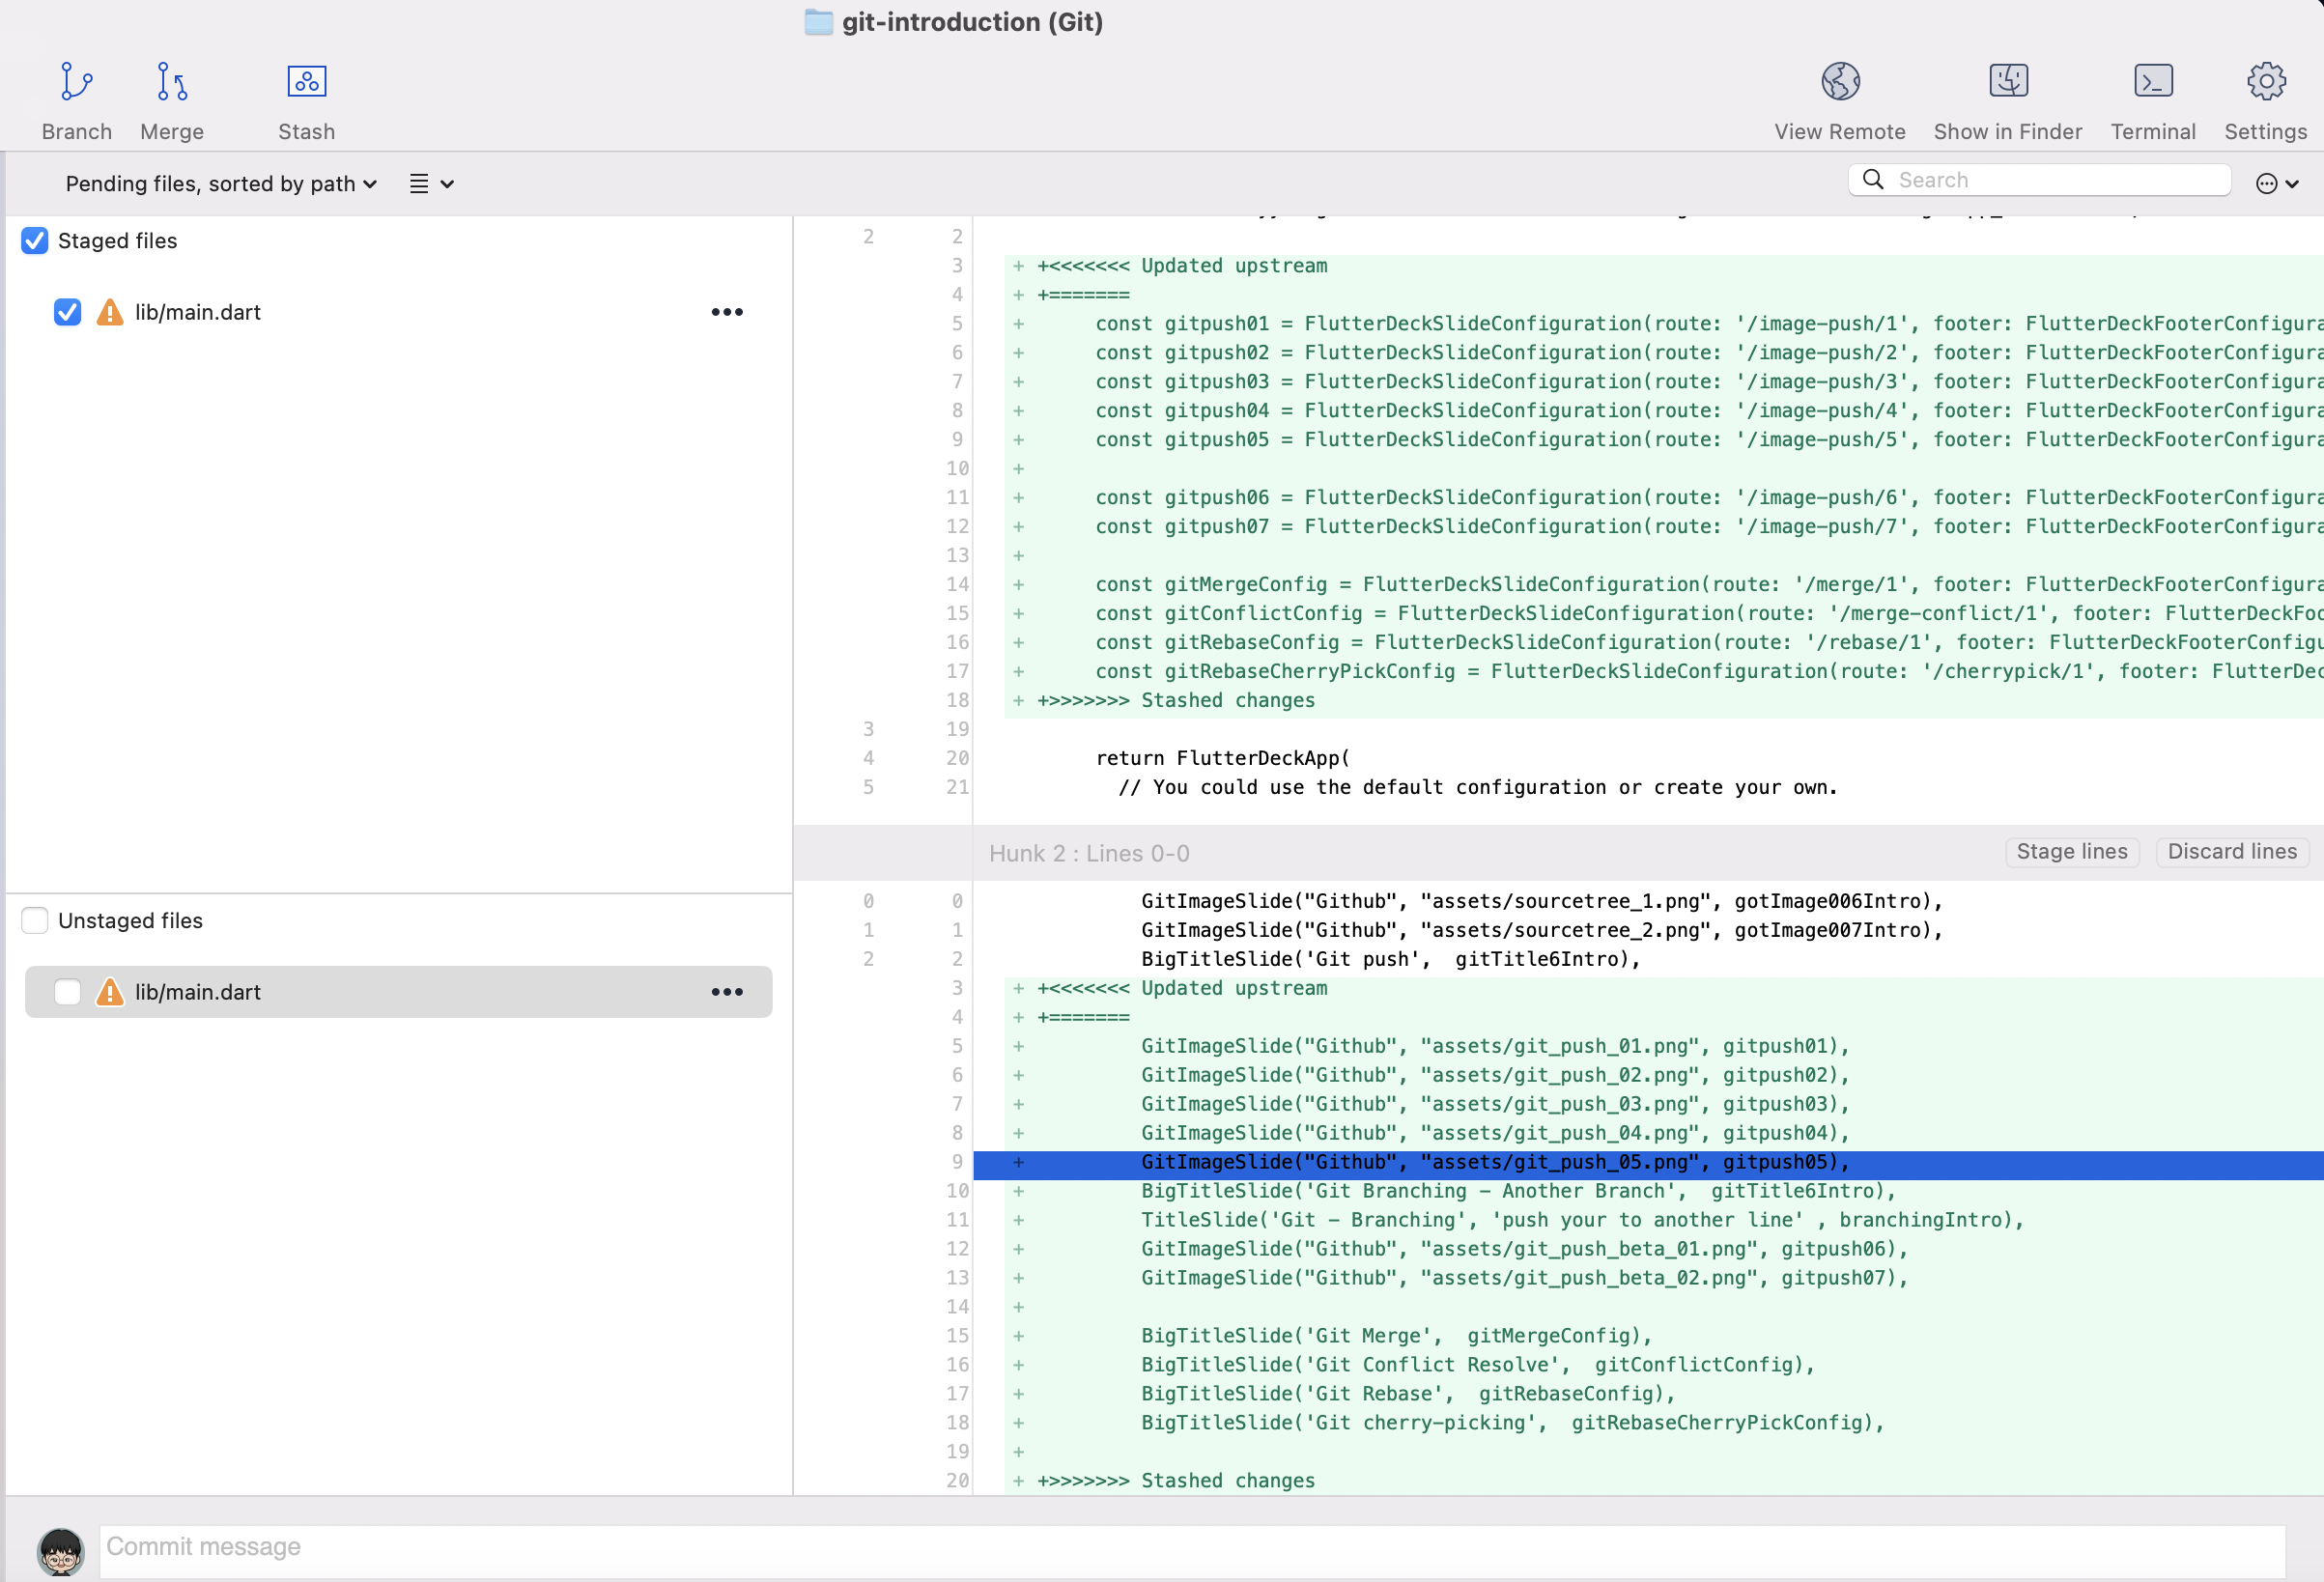 git-introduction (Git)
Branch
Merge
Stash
View Remote
Show in Finder
Terminal
Settings
Pending files, sorted by path
Search
Staged files
lib/main.dart
Unstaged files
lib/main.dart
2 2
3 + +<<<<<<< Updated upstream
4 + +=======
5 + const gitpush01 = FlutterDeckSlideConfiguration(route: '/image-push/1', footer: FlutterDeckFooterConfigura
6 + const gitpush02 = FlutterDeckSlideConfiguration(route: '/image-push/2', footer: FlutterDeckFooterConfigura
7 + const gitpush03 = FlutterDeckSlideConfiguration(route: '/image-push/3', footer: FlutterDeckFooterConfigura
8 + const gitpush04 = FlutterDeckSlideConfiguration(route: '/image-push/4', footer: FlutterDeckFooterConfigura
9 + const gitpush05 = FlutterDeckSlideConfiguration(route: '/image-push/5', footer: FlutterDeckFooterConfigura
10 +
11 + const gitpush06 = FlutterDeckSlideConfiguration(route: '/image-push/6', footer: FlutterDeckFooterConfigura
12 + const gitpush07 = FlutterDeckSlideConfiguration(route: '/image-push/7', footer: FlutterDeckFooterConfigura
13 +
14 + const gitMergeConfig = FlutterDeckSlideConfiguration(route: '/merge/1', footer: FlutterDeckFooterConfigura
15 + const gitConflictConfig = FlutterDeckSlideConfiguration(route: '/merge-conflict/1', footer: FlutterDeckFoo
16 + const gitRebaseConfig = FlutterDeckSlideConfiguration(route: '/rebase/1', footer: FlutterDeckFooterConfigu
17 + const gitRebaseCherryPickConfig = FlutterDeckSlideConfiguration(route: '/cherrypick/1', footer: FlutterDec
18 + +>>>>>>> Stashed changes
3 19
4 20 return FlutterDeckApp(
5 21 // You could use the default configuration or create your own.
Hunk 2 : Lines 0-0
Stage lines
Discard lines
0 0 GitImageSlide("Github", "assets/sourcetree_1.png", gotImage006Intro),
1 1 GitImageSlide("Github", "assets/sourcetree_2.png", gotImage007Intro),
2 2 BigTitleSlide('Git push',  gitTitle6Intro),
3 + +<<<<<<< Updated upstream
4 + +=======
5 + GitImageSlide("Github", "assets/git_push_01.png", gitpush01),
6 + GitImageSlide("Github", "assets/git_push_02.png", gitpush02),
7 + GitImageSlide("Github", "assets/git_push_03.png", gitpush03),
8 + GitImageSlide("Github", "assets/git_push_04.png", gitpush04),
9 + GitImageSlide("Github", "assets/git_push_05.png", gitpush05),
10 + BigTitleSlide('Git Branching - Another Branch',  gitTitle6Intro),
11 + TitleSlide('Git - Branching', 'push your to another line' , branchingIntro),
12 + GitImageSlide("Github", "assets/git_push_beta_01.png", gitpush06),
13 + GitImageSlide("Github", "assets/git_push_beta_02.png", gitpush07),
14 +
15 + BigTitleSlide('Git Merge',  gitMergeConfig),
16 + BigTitleSlide('Git Conflict Resolve',  gitConflictConfig),
17 + BigTitleSlide('Git Rebase',  gitRebaseConfig),
18 + BigTitleSlide('Git cherry-picking',  gitRebaseCherryPickConfig),
19 +
20 + +>>>>>>> Stashed changes
Commit message